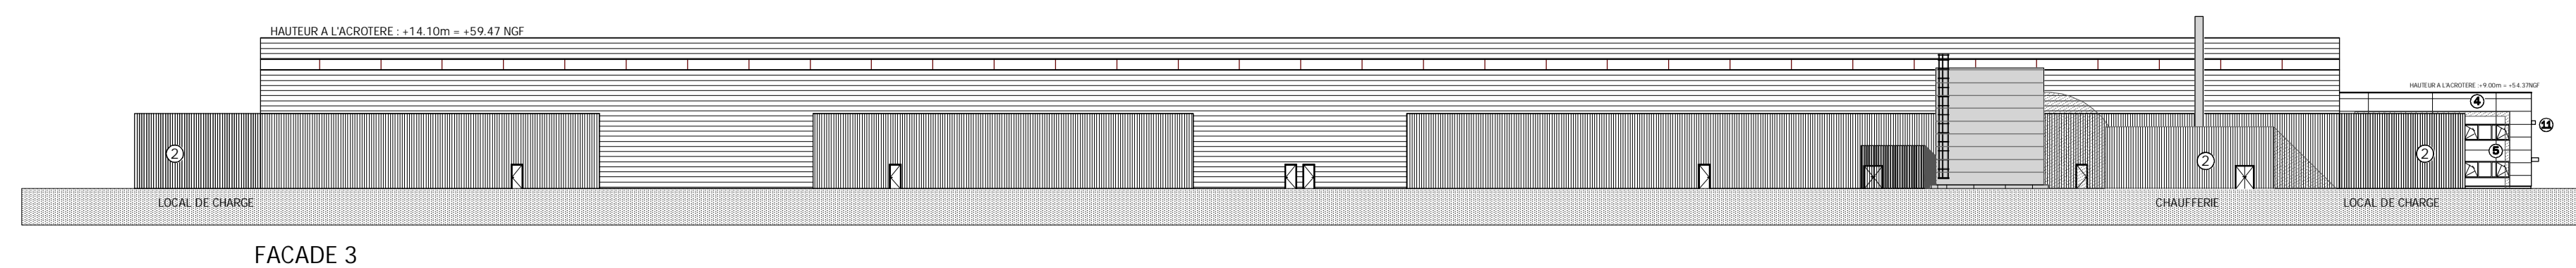 HAUTEUR A L'ACROTERE : +14.10m = +59.47 NGF
HAUTEUR A L'ACROTERE :+9.00m = +54.37NGF
4
11
2
2
2
5
LOCAL DE CHARGE
CHAUFFERIE
LOCAL DE CHARGE
FACADE 3